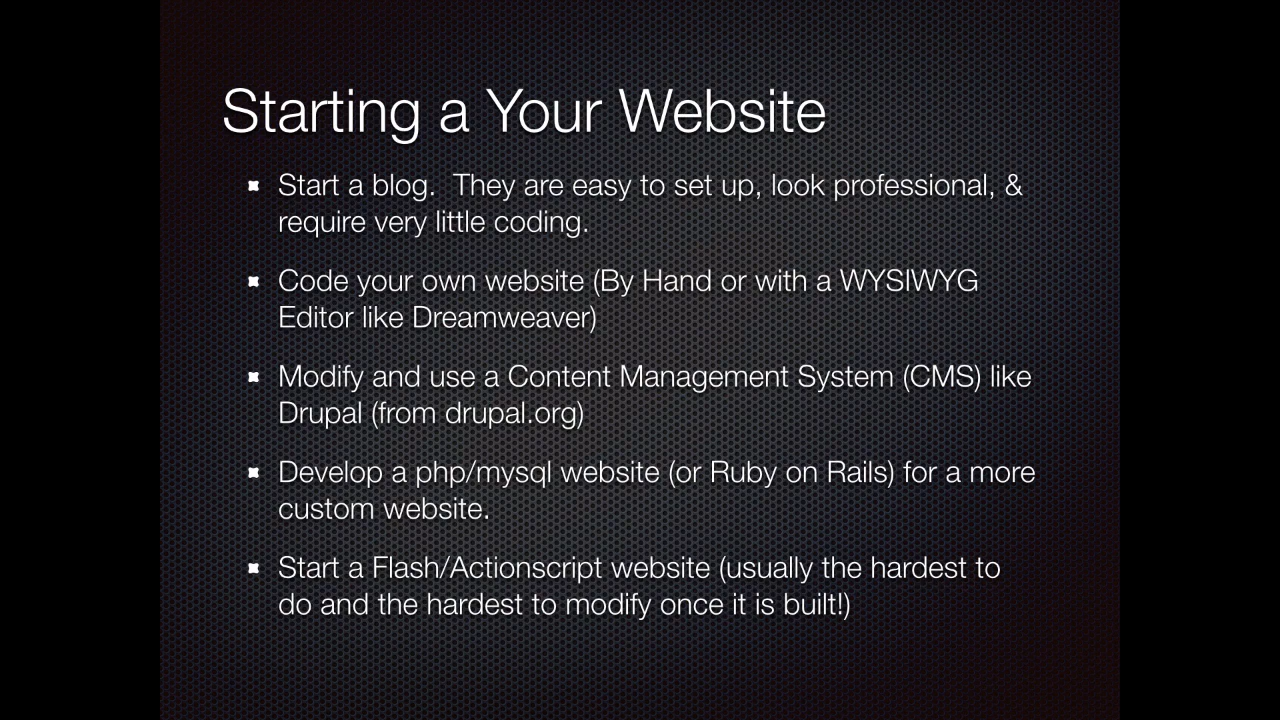 Starting a Your Website
Start a blog.  They are easy to set up, look professional, &
require very little coding.
Code your own website (By Hand or with a WYSIWYG
Editor like Dreamweaver)
Modify and use a Content Management System (CMS) like
Drupal (from drupal.org)
Develop a php/mysql website (or Ruby on Rails) for a more
custom website.
Start a Flash/Actionscript website (usually the hardest to
do and the hardest to modify once it is built!)